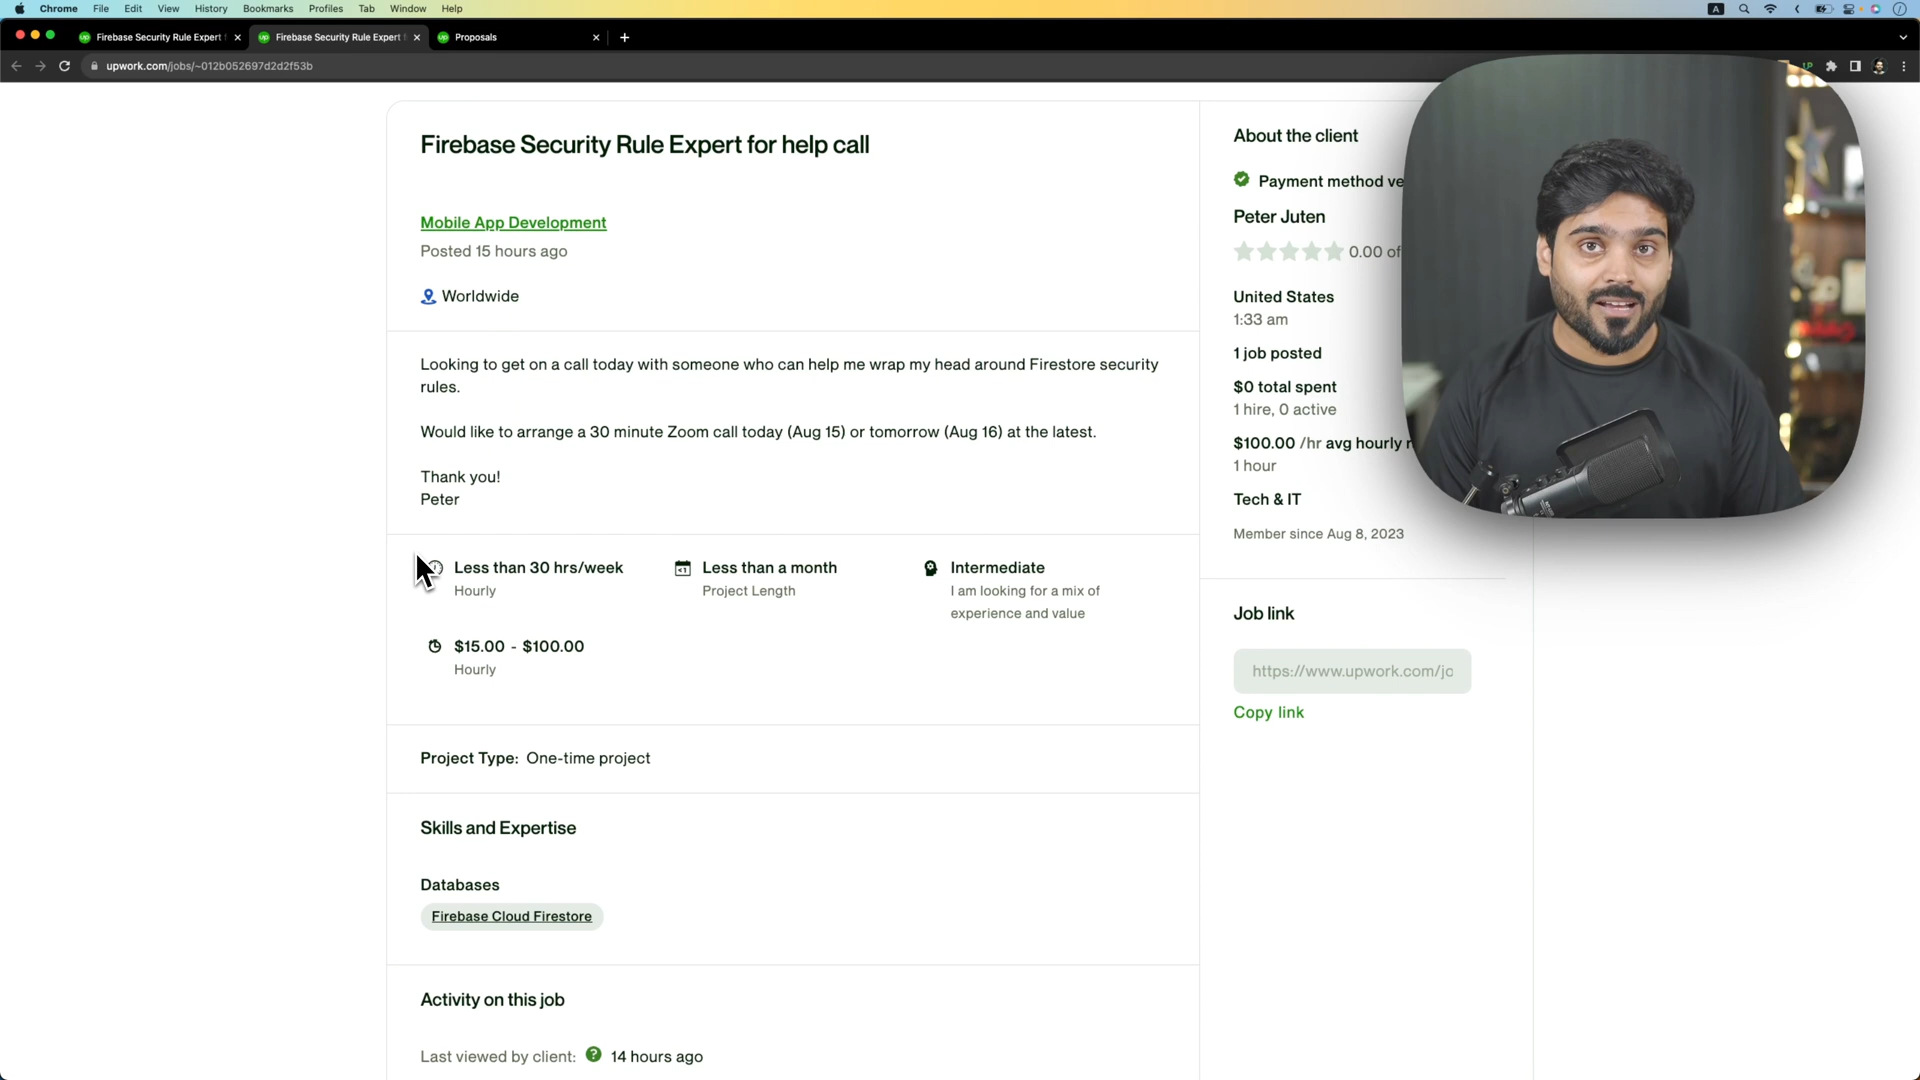 Chrome File Edit View History Bookmarks Profiles Tab Window Help
Firebase Security Rule Expert f
Firebase Security Rule Expert f
Proposals
upwork.com/jobs/~012b052697d2d2f53b
Firebase Security Rule Expert for help call
Mobile App Development
Posted 15 hours ago
Worldwide
Looking to get on a call today with someone who can help me wrap my head around Firestore security
rules.
Would like to arrange a 30 minute Zoom call today (Aug 15) or tomorrow (Aug 16) at the latest.
Thank you!
Peter
Less than 30 hrs/week
Hourly
Less than a month
Project Length
Intermediate
I am looking for a mix of
experience and value
$15.00 - $100.00
Hourly
Project Type: One-time project
Skills and Expertise
Databases
Firebase Cloud Firestore
Activity on this job
Last viewed by client: ? 14 hours ago
About the client
Payment method ve
Peter Juten
0.00 of
United States
1:33 am
1 job posted
$0 total spent
1 hire, 0 active
$100.00 /hr avg hourly r
1 hour
Tech & IT
Member since Aug 8, 2023
Job link
https://www.upwork.com/jo
Copy link